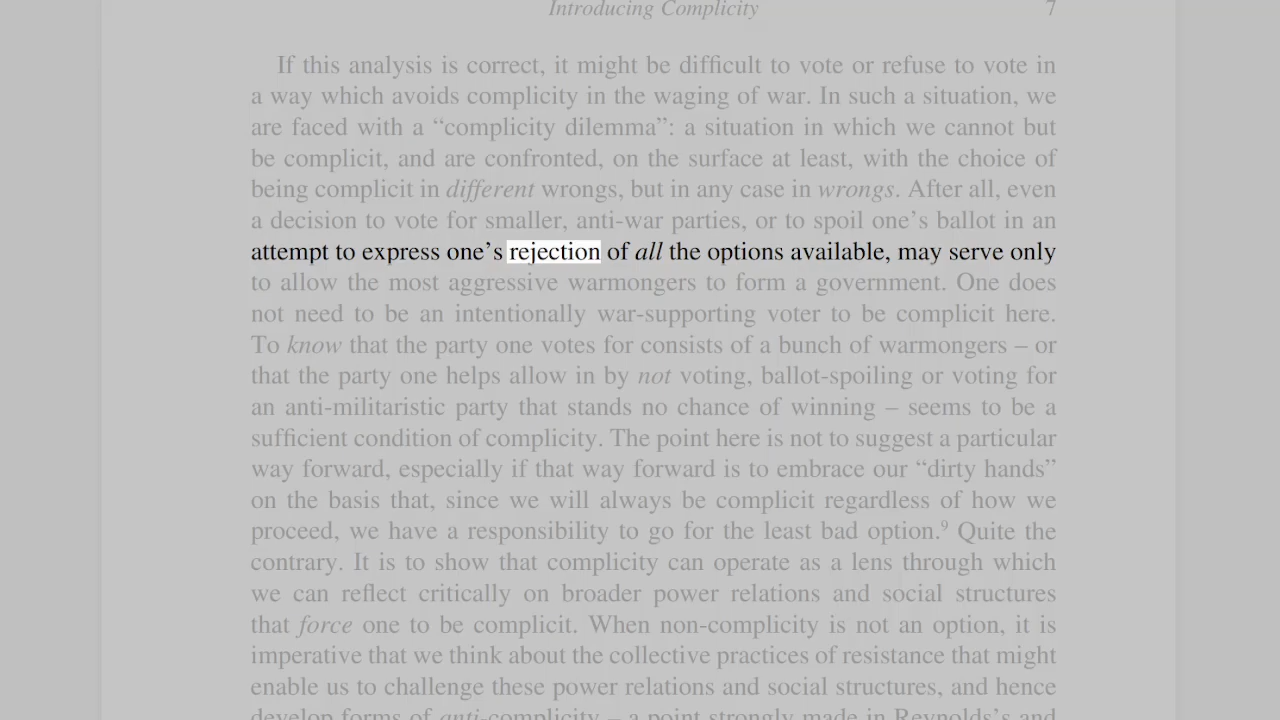 Introducing Complicity 7
If this analysis is correct, it might be difficult to vote or refuse to vote in
a way which avoids complicity in the waging of war. In such a situation, we
are faced with a “complicity dilemma”: a situation in which we cannot but
be complicit, and are confronted, on the surface at least, with the choice of
being complicit in different wrongs, but in any case in wrongs. After all, even
a decision to vote for smaller, anti-war parties, or to spoil one’s ballot in an
attempt to express one’s rejection of all the options available, may serve only
to allow the most aggressive warmongers to form a government. One does
not need to be an intentionally war-supporting voter to be complicit here.
To know that the party one votes for consists of a bunch of warmongers – or
that the party one helps allow in by not voting, ballot-spoiling or voting for
an anti-militaristic party that stands no chance of winning – seems to be a
sufficient condition of complicity. The point here is not to suggest a particular
way forward, especially if that way forward is to embrace our “dirty hands”
on the basis that, since we will always be complicit regardless of how we
proceed, we have a responsibility to go for the least bad option.9 Quite the
contrary. It is to show that complicity can operate as a lens through which
we can reflect critically on broader power relations and social structures
that force one to be complicit. When non-complicity is not an option, it is
imperative that we think about the collective practices of resistance that might
enable us to challenge these power relations and social structures, and hence
develop forms of anti-complicity – a point strongly made in Reynolds’s and